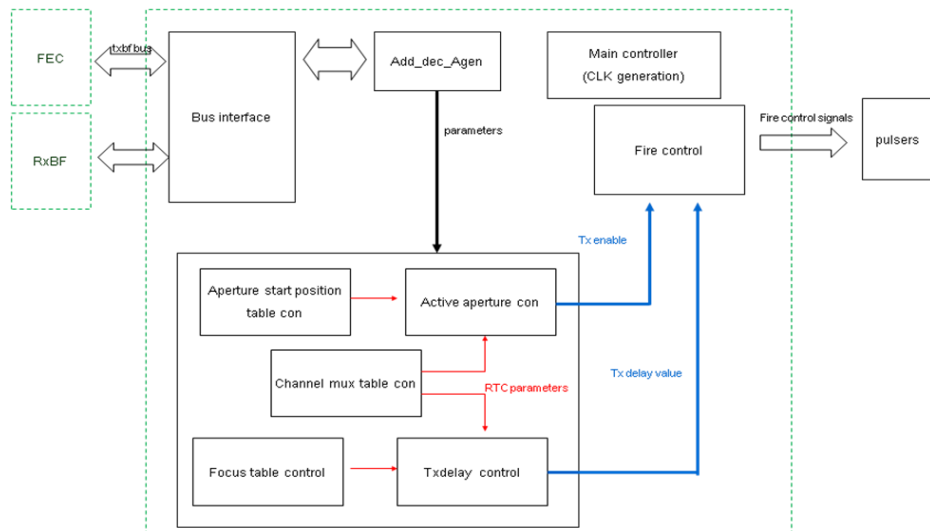 FEC
txbf bus
Bus interface
Add_dec_Agen
Main controller
(CLK generation)
RxBF
parameters
Fire control
Fire control signals
pulsers
Tx enable
Aperture start position
table con
Active aperture con
Channel mux table con
RTC parameters
Tx delay value
Focus table control
Txdelay control